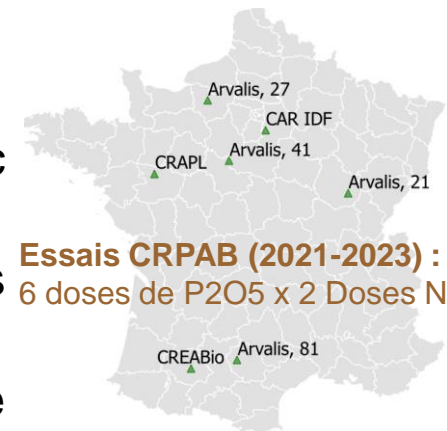 Arvalis, 27
CAR IDF
c
CRAPL
Arvalis, 41
Arvalis, 21
Essais CRPAB (2021-2023) :
s
6 doses de P2O5 x 2 Doses N
CREABio
Arvalis, 81
e